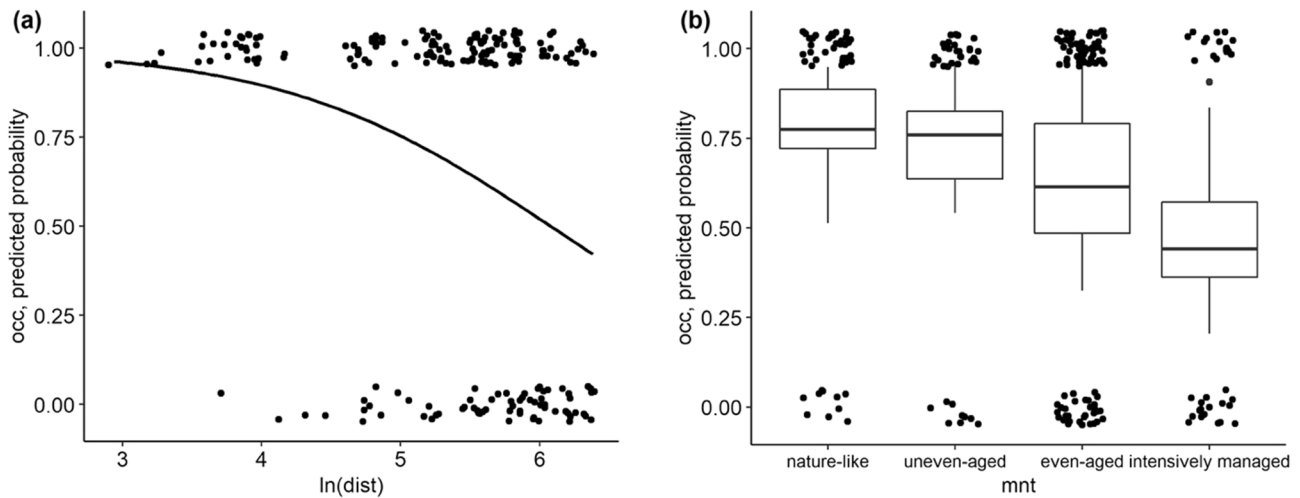 (a)
occ, predicted probability
1.00
0.75
0.50
0.25
0.00
3 4 5 6
ln(dist)
(b)
occ, predicted probability
1.00
0.75
0.50
0.25
0.00
nature-like uneven-aged even-aged intensively managed
mnt